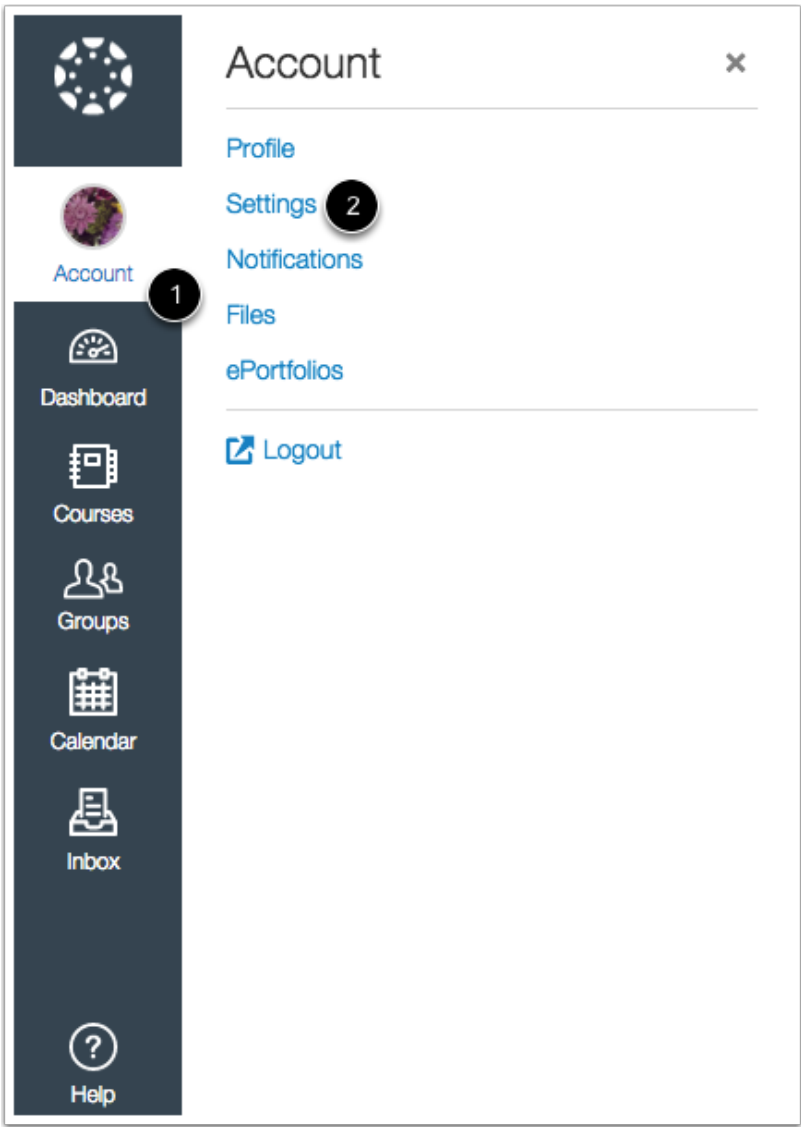 Account
×
Profile
Settings 2
Notifications
Files
ePortfolios
Logout
Account
1
Dashboard
Courses
Groups
Calendar
Inbox
?
Help